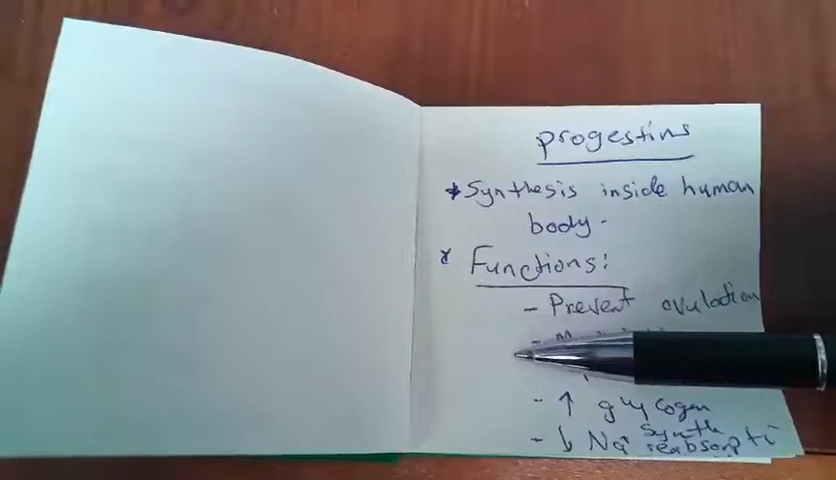 progestins
* Synthesis inside human
body.
* Functions:
- Prevent ovulation
-
- ↑ glycogen
synth
- ↓ Na⁺ reabsorpti